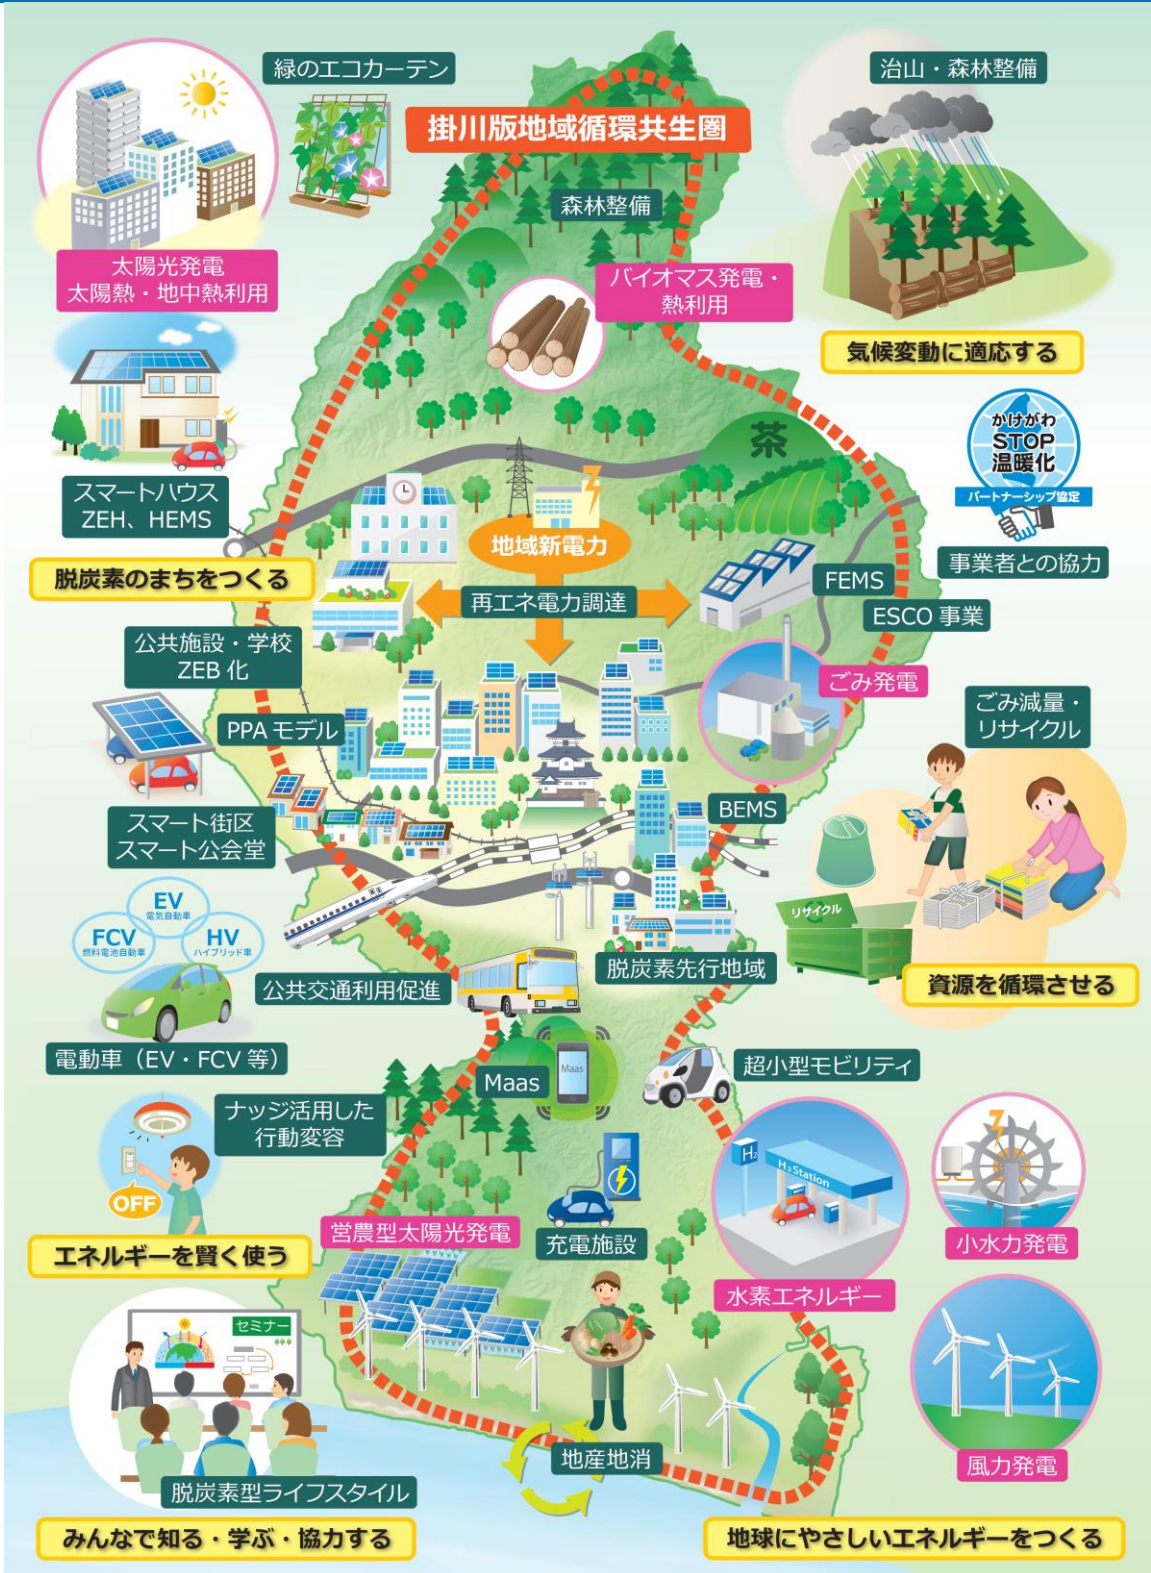 緑のエコカーテン
治山・森林整備
掛川版地域循環共生圏
森林整備
太陽光発電
太陽熱・地中熱利用
バイオマス発電・
熱利用
気候変動に適応する
茶
かけがわ
STOP
温暖化
パートナーシップ協定
スマートハウス
ZEH、HEMS
地域新電力
事業者との協力
脱炭素のまちをつくる
再エネ電力調達
FEMS
ESCO 事業
公共施設・学校
ZEB 化
ごみ発電
ごみ減量・
リサイクル
PPA モデル
BEMS
スマート街区
スマート公会堂
EV
電気自動車
FCV
燃料電池自動車
HV
ハイブリッド車
リサイクル
脱炭素先行地域
資源を循環させる
公共交通利用促進
電動車（EV・FCV 等）
Maas
Maas
超小型モビリティ
ナッジ活用した
行動変容
OFF
H2
H2Station
営農型太陽光発電
充電施設
小水力発電
エネルギーを賢く使う
水素エネルギー
セミナー
地産地消
風力発電
脱炭素型ライフスタイル
みんなで知る・学ぶ・協力する
地球にやさしいエネルギーをつくる